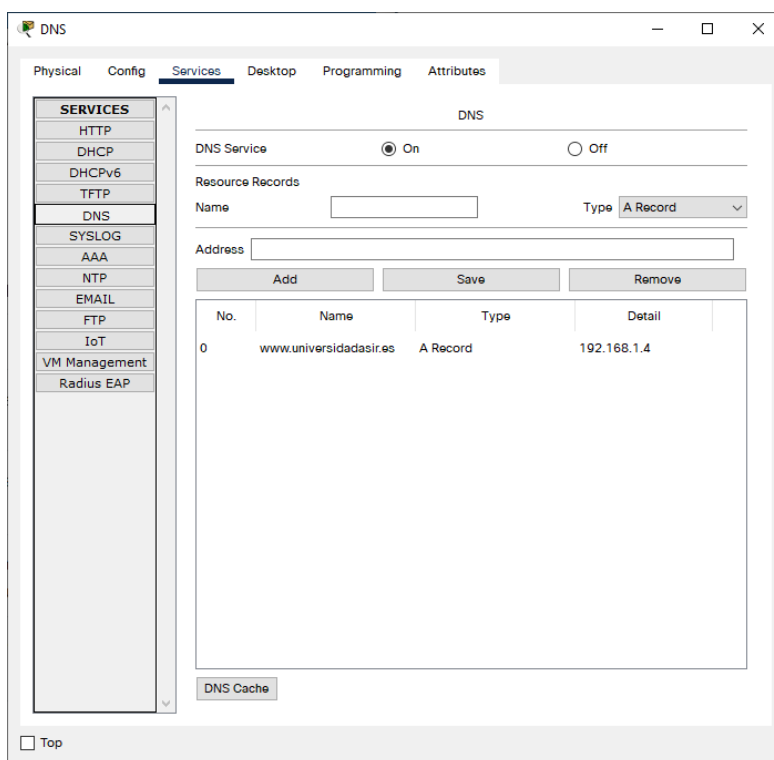 DNS
Physical Config Services Desktop Programming Attributes
SERVICES
HTTP
DHCP
DHCPv6
TFTP
DNS
SYSLOG
AAA
NTP
EMAIL
FTP
IoT
VM Management
Radius EAP
DNS
DNS Service On Off
Resource Records
Name Type A Record
Address
Add Save Remove
No. Name Type Detail
0 www.universidadasir.es A Record 192.168.1.4
DNS Cache
Top